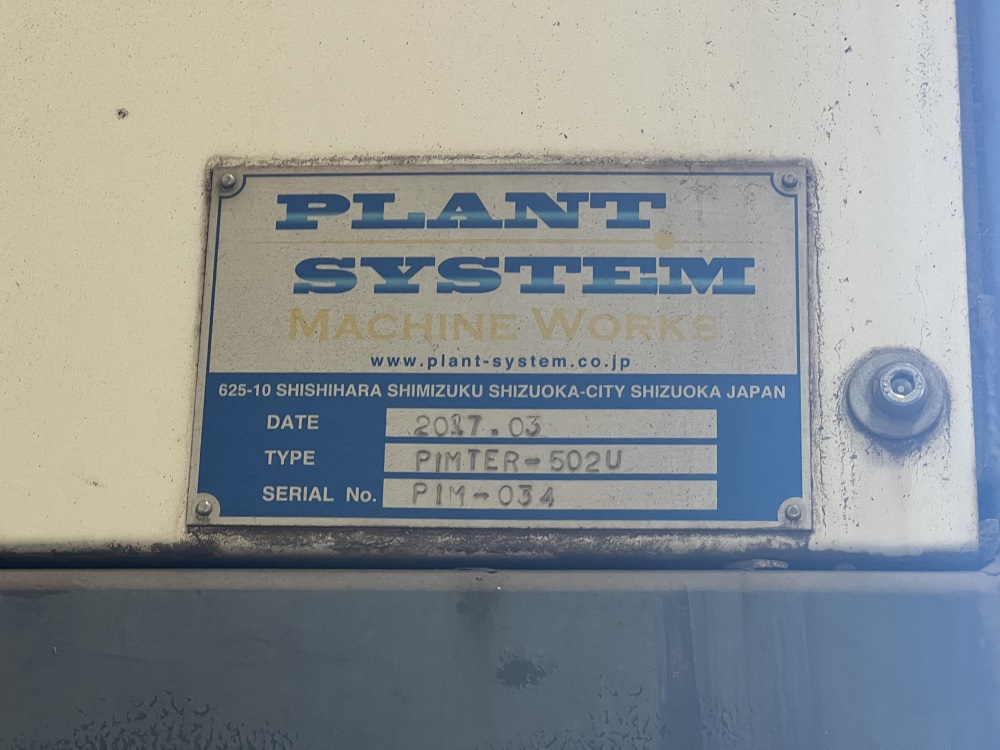 PLANT
SYSTEM
MACHINE WORKS
www.plant-system.co.jp
625-10 SHISHIHARA SHIMIZUKU SHIZUOKA-CITY SHIZUOKA JAPAN
DATE 2017.03
TYPE PIMTER-502U
SERIAL No. PIM-034